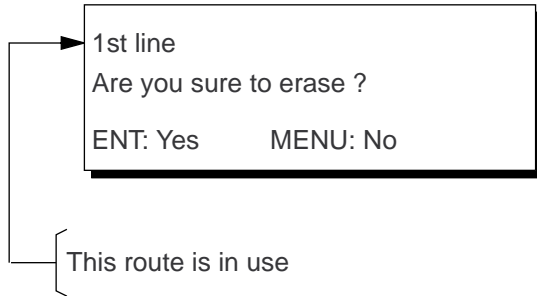 1st line
Are you sure to erase ?
ENT: Yes MENU: No
This route is in use